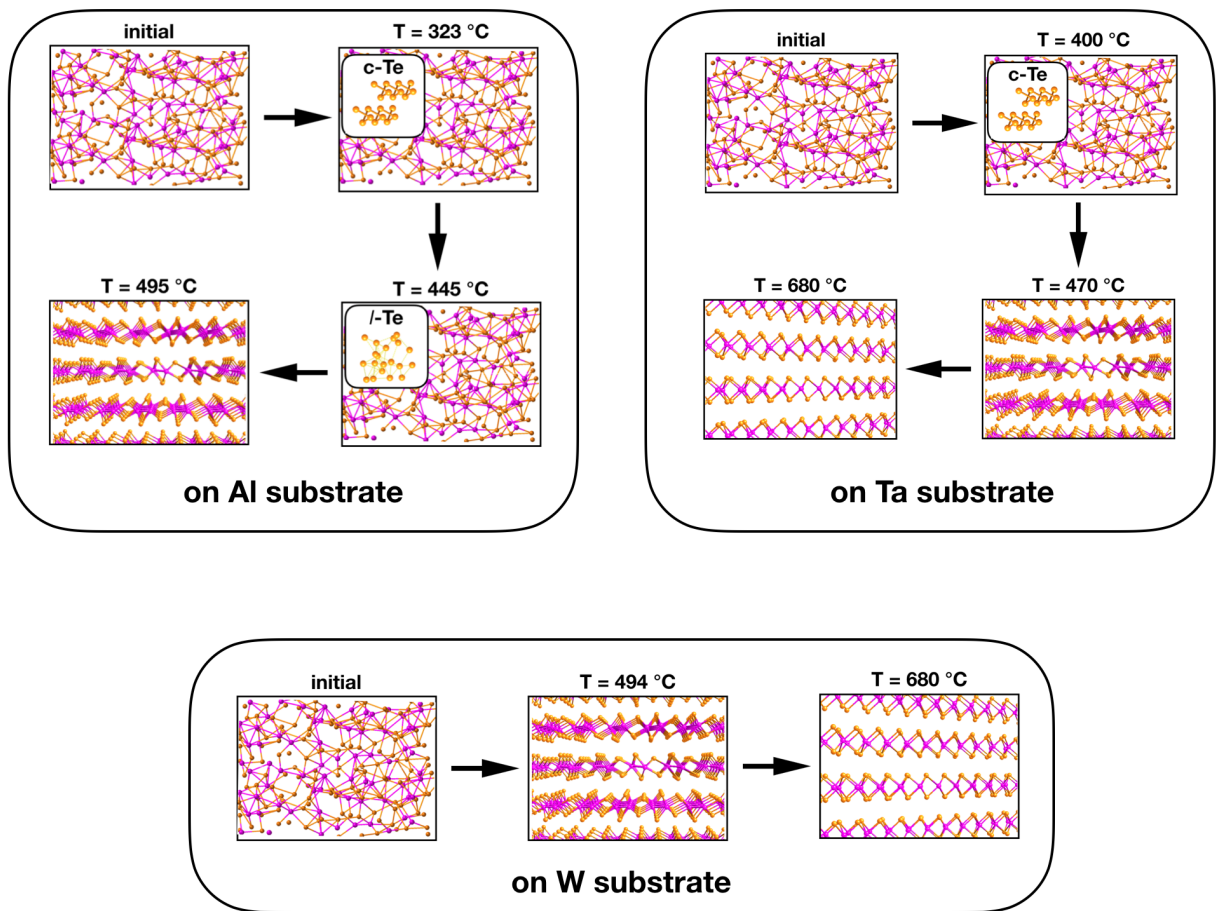 initial
T = 323 °C
c-Te
T = 495 °C
T = 445 °C
l-Te
on Al substrate
initial
T = 400 °C
c-Te
T = 680 °C
T = 470 °C
on Ta substrate
initial
T = 494 °C
T = 680 °C
on W substrate